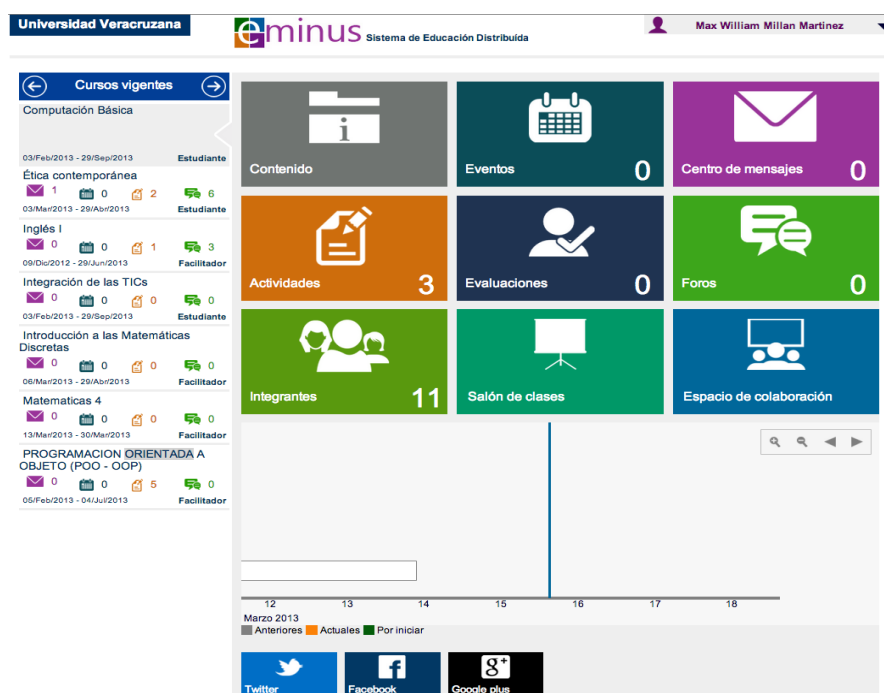 Universidad Veracruzana
eminus Sistema de Educación Distribuída
Max William Millan Martinez
Cursos vigentes
Computación Básica
03/Feb/2013 - 29/Sep/2013 Estudiante
Ética contemporánea
1 0 2 6
03/Mar/2013 - 29/Abr/2013 Estudiante
Inglés I
0 0 1 3
09/Dic/2012 - 29/Jun/2013 Facilitador
Integración de las TICs
0 0 0 0
03/Feb/2013 - 29/Sep/2013 Estudiante
Introducción a las Matemáticas
Discretas
0 0 0 0
06/Mar/2013 - 29/Abr/2013 Facilitador
Matematicas 4
0 0 0 0
13/Mar/2013 - 30/Mar/2013 Facilitador
PROGRAMACION ORIENTADA A
OBJETO (POO - OOP)
0 0 5 0
05/Feb/2013 - 04/Jul/2013 Facilitador
i
Contenido
Eventos 0
Centro de mensajes 0
Actividades 3
Evaluaciones 0
Foros 0
Integrantes 11
Salón de clases
Espacio de colaboración
12 13 14 15 16 17 18
Marzo 2013
Anteriores Actuales Por iniciar
Twitter
f
Facebook
g+
Google plus